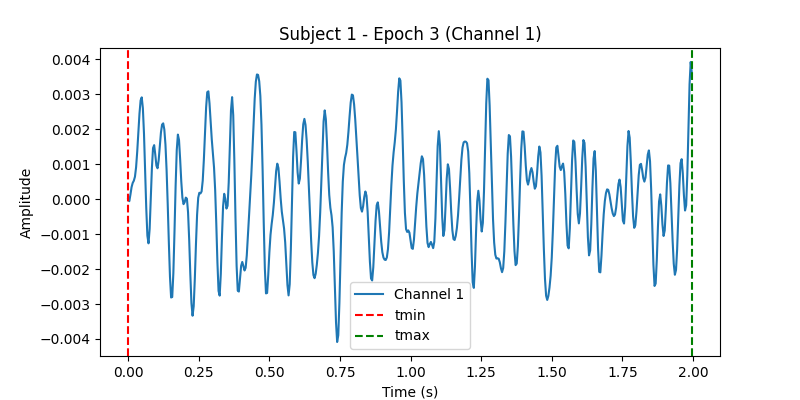 Subject 1 - Epoch 3 (Channel 1)
0.004
0.003
0.002
0.001
0.000
−0.001
−0.002
−0.003
−0.004
Amplitude
Channel 1
tmin
tmax
0.00 0.25 0.50 0.75 1.00 1.25 1.50 1.75 2.00
Time (s)